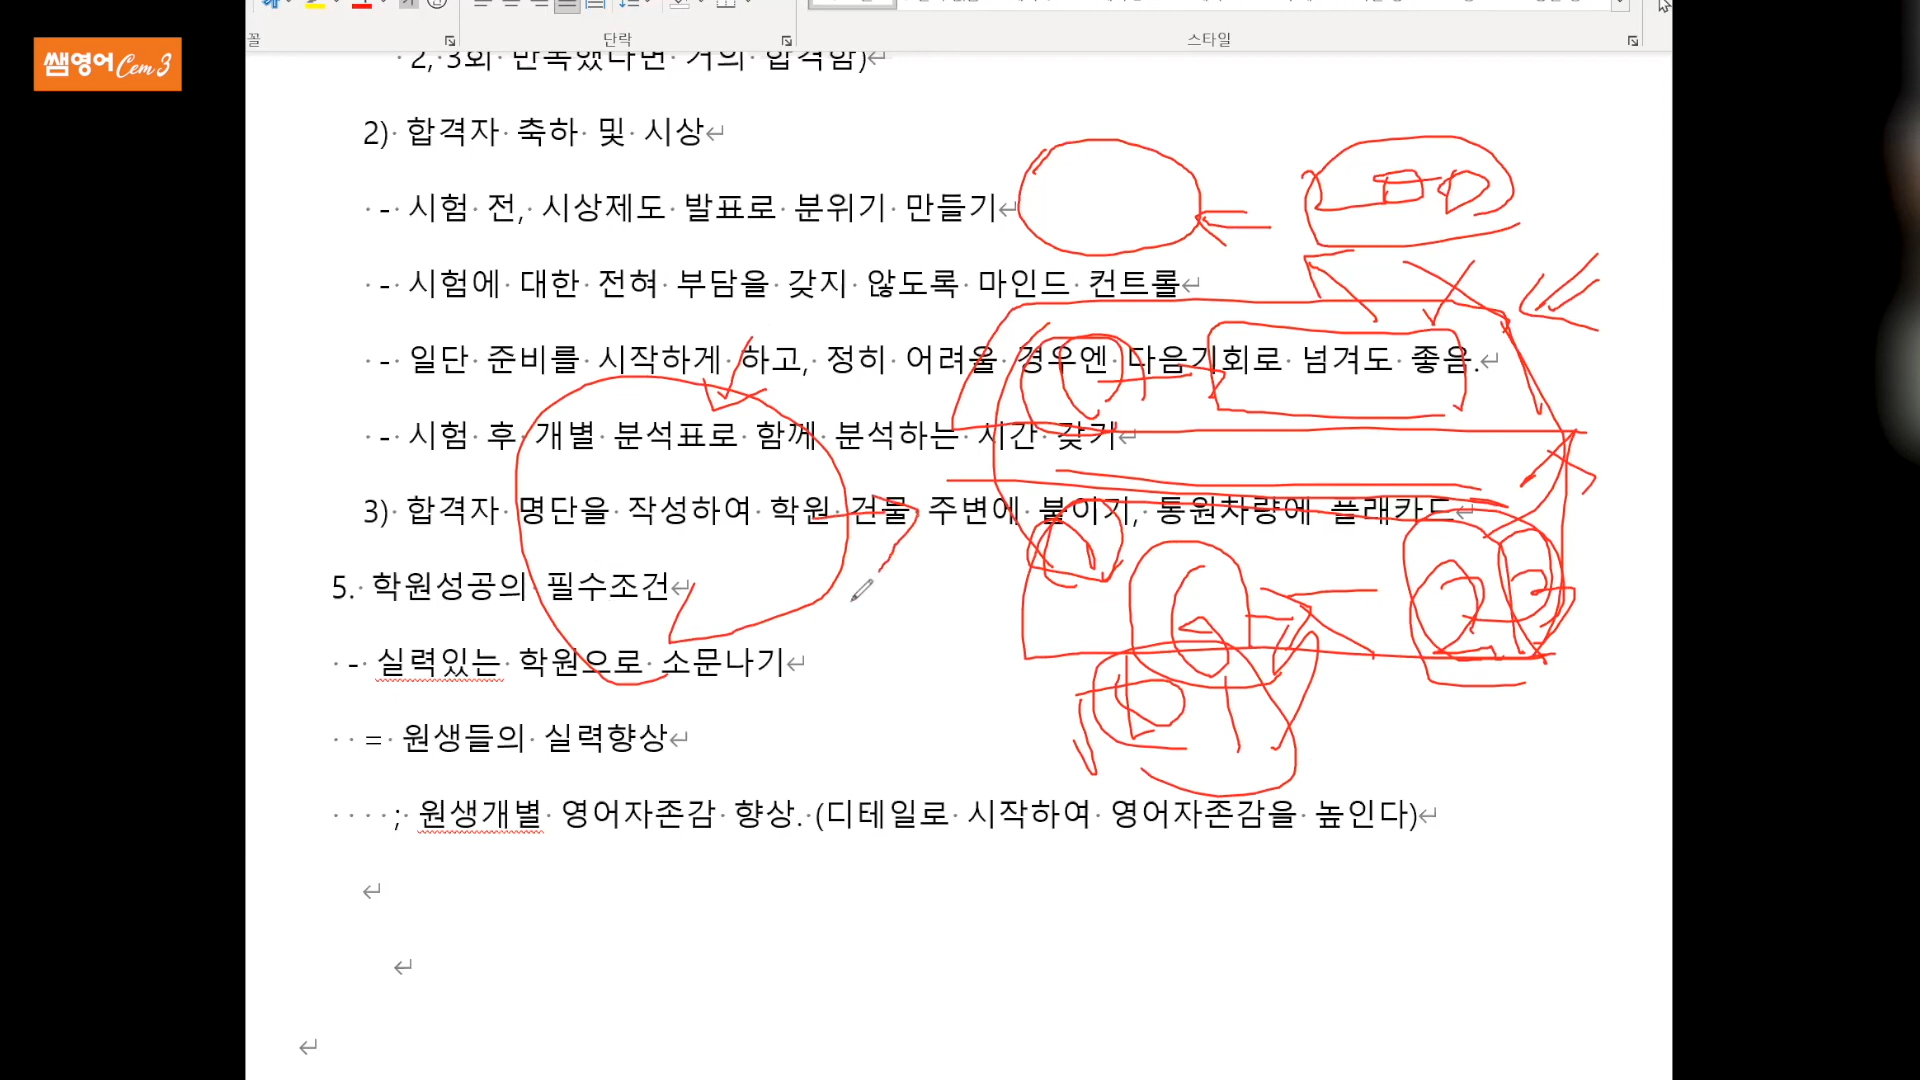 쌤영어 Cem 3
꼴 단락 스타일
2, 3회 반복했다면 거의 합격함)
2) 합격자 축하 및 시상
- 시험 전, 시상제도 발표로 분위기 만들기
- 시험에 대한 전혀 부담을 갖지 않도록 마인드 컨트롤
- 일단 준비를 시작하게 하고, 정히 어려울 경우엔 다음기회로 넘겨도 좋음.
- 시험 후 개별 분석표로 함께 분석하는 시간 갖기
3) 합격자 명단을 작성하여 학원 건물 주변에 붙이기, 통원차량에 플래카드
5. 학원성공의 필수조건
- 실력있는 학원으로 소문나기
= 원생들의 실력향상
; 원생개별 영어자존감 향상. (디테일로 시작하여 영어자존감을 높인다)